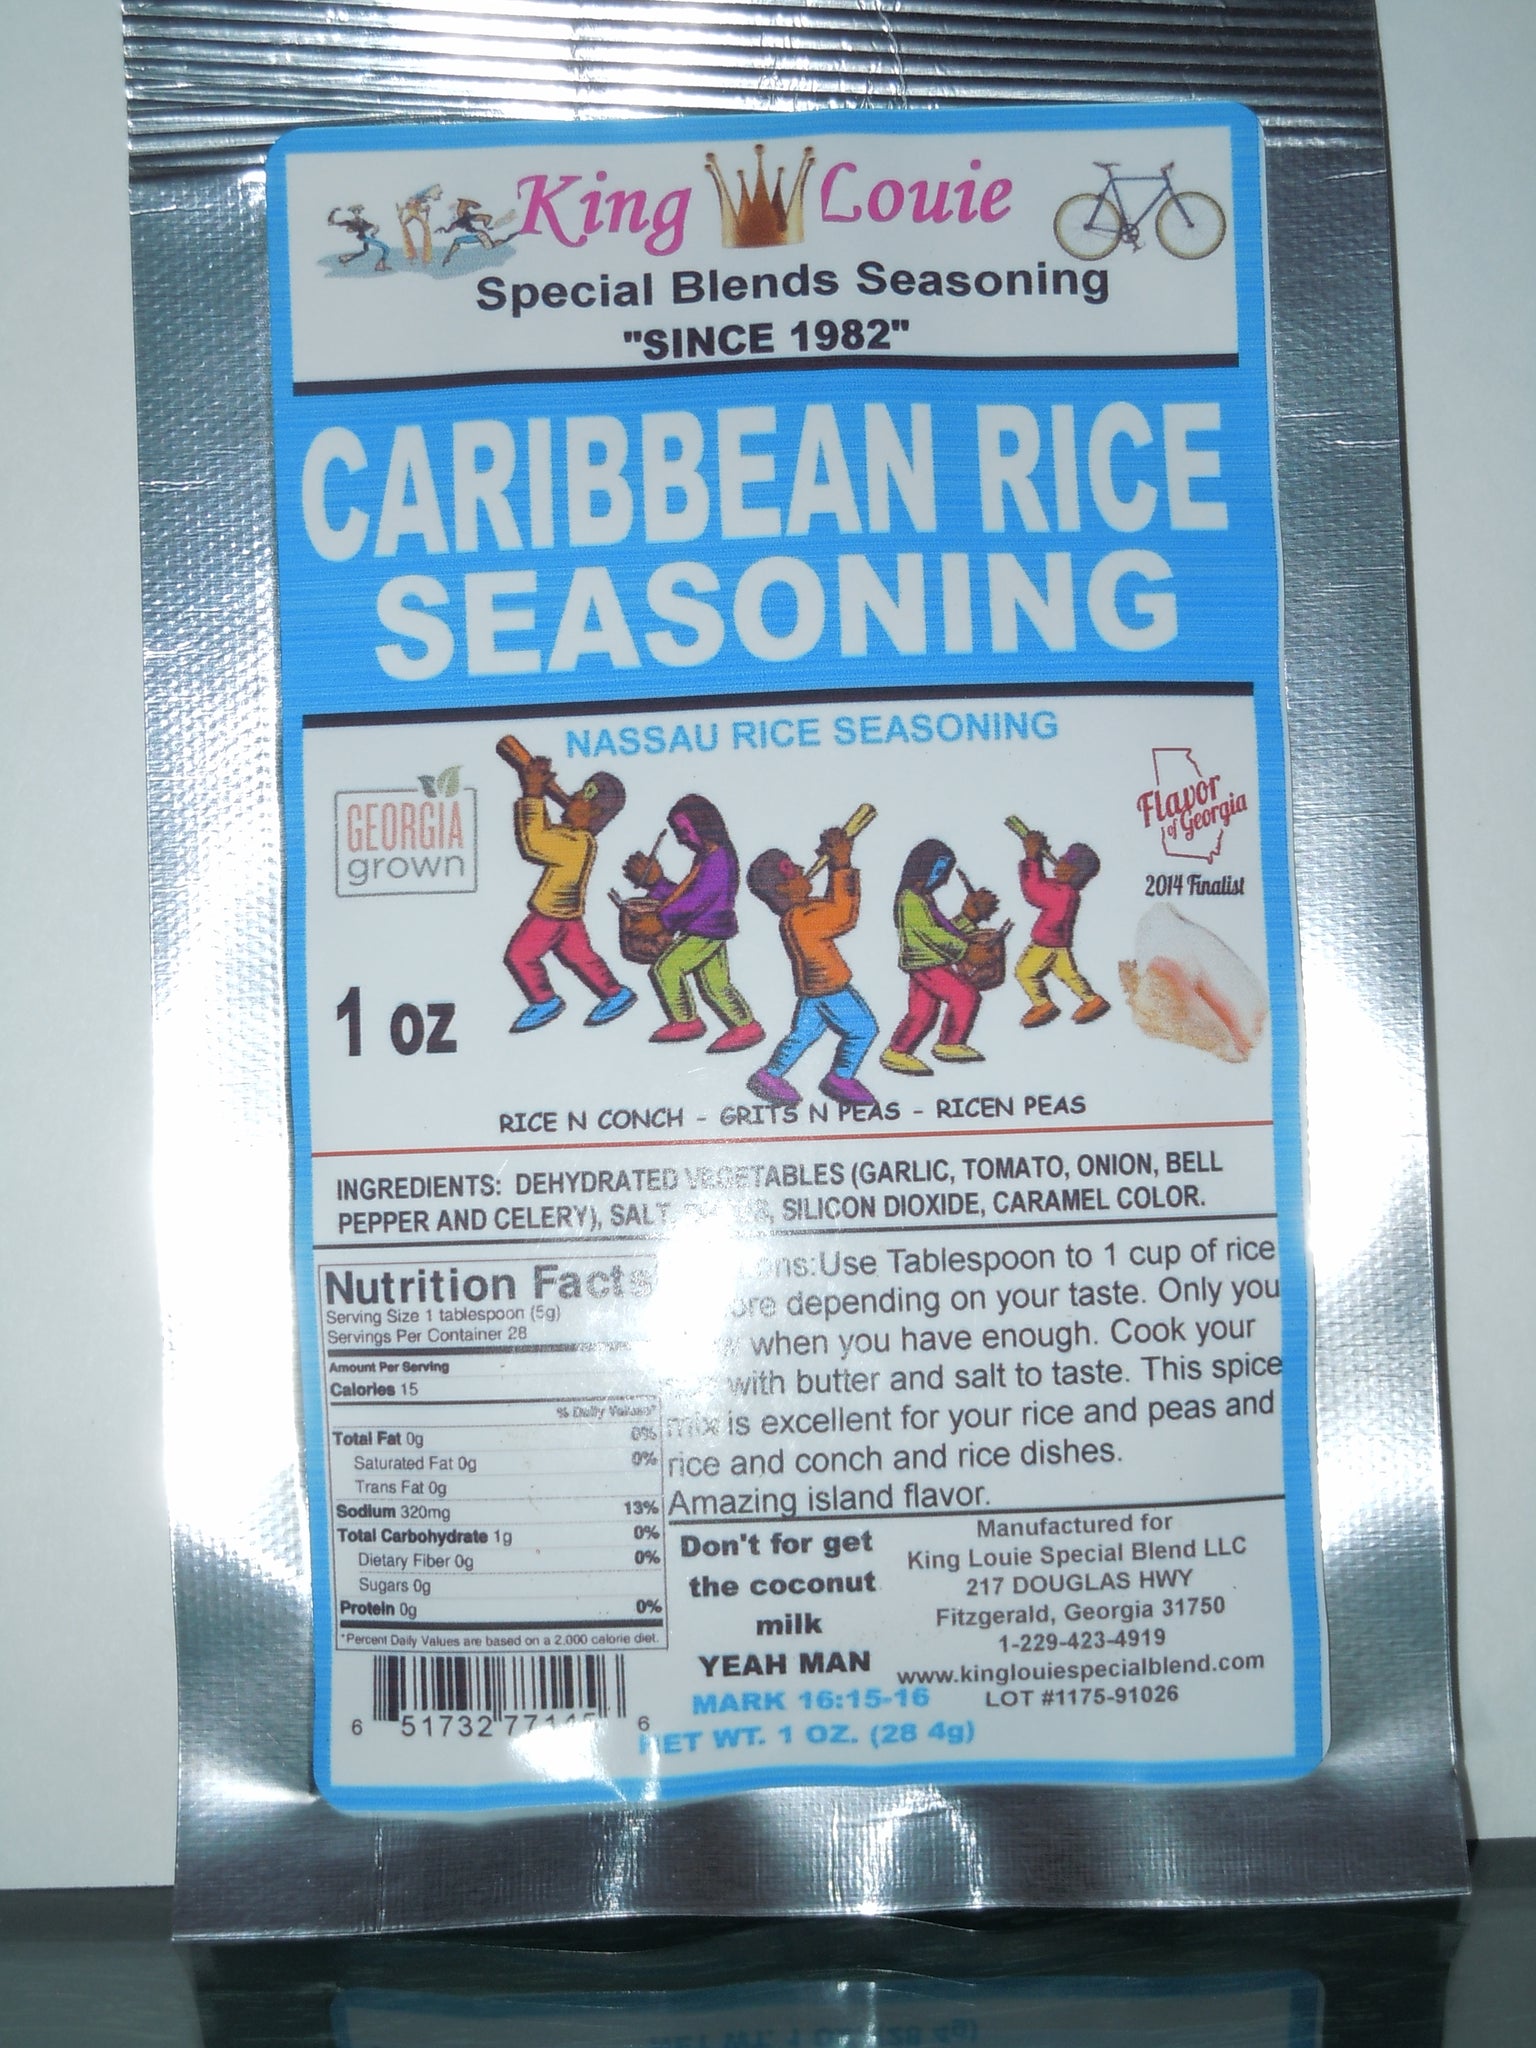 King Louie
Special Blends Seasoning
"SINCE 1982"
CARIBBEAN RICE
SEASONING
NASSAU RICE SEASONING
GEORGIA
grown
Flavor
of Georgia
2014 Finalist
1 oz
RICE N CONCH - GRITS N PEAS - RICEN PEAS
INGREDIENTS: DEHYDRATED VEGETABLES (GARLIC, TOMATO, ONION, BELL
PEPPER AND CELERY), SALT, SILICON DIOXIDE, CARAMEL COLOR.
Nutrition Facts
Serving Size 1 tablespoon (5g)
Servings Per Container 28
Amount Per Serving
Calories 15
% Daily Values*
Total Fat 0g 0%
Saturated Fat 0g 0%
Trans Fat 0g
Sodium 320mg 13%
Total Carbohydrate 1g 0%
Dietary Fiber 0g 0%
Sugars 0g
Protein 0g 0%
*Percent Daily Values are based on a 2,000 calorie diet.
Use Tablespoon to 1 cup of rice
depending on your taste. Only you
when you have enough. Cook your
with butter and salt to taste. This spice
mix is excellent for your rice and peas and
rice and conch and rice dishes.
Amazing island flavor.
Don't for get
the coconut
milk
YEAH MAN
MARK 16:15-16
Manufactured for
King Louie Special Blend LLC
217 DOUGLAS HWY
Fitzgerald, Georgia 31750
1-229-423-4919
www.kinglouiespecialblend.com
LOT #1175-91026
6 51732 6
NET WT. 1 OZ. (28 4g)